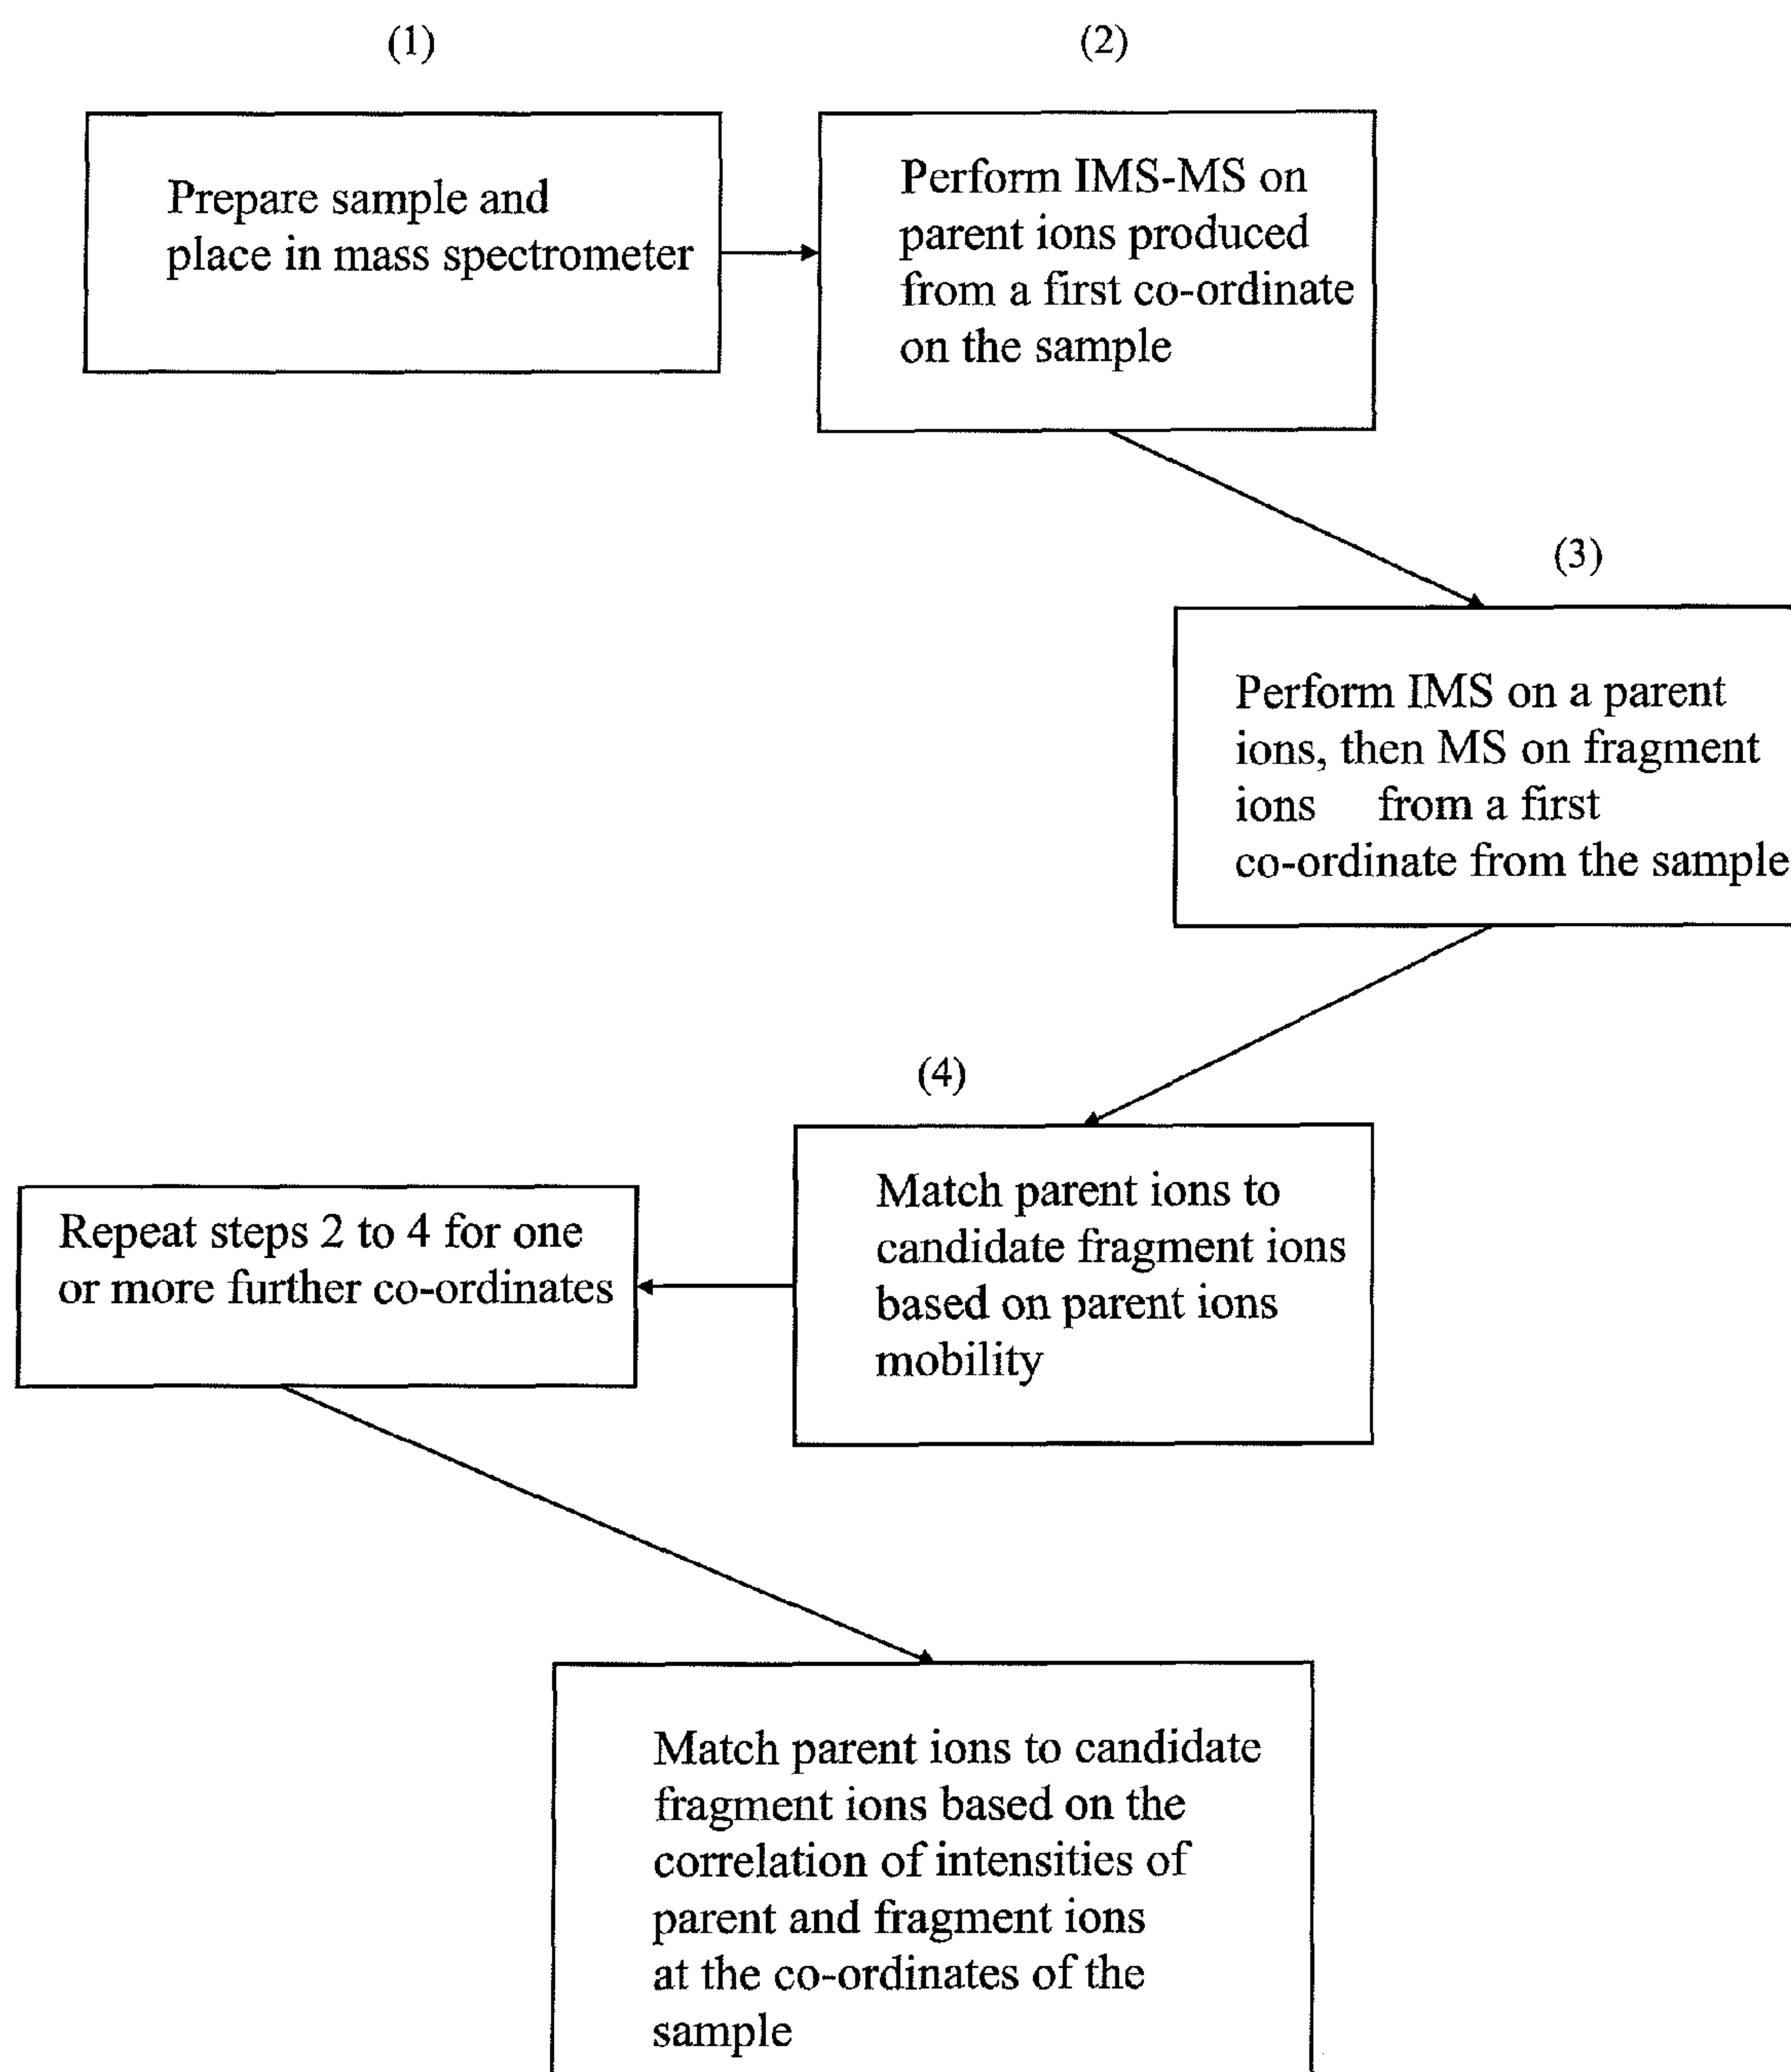 (1)
Prepare sample and
place in mass spectrometer
(2)
Perform IMS-MS on
parent ions produced
from a first co-ordinate
on the sample
(3)
Perform IMS on a parent
ions, then MS on fragment
ions from a first
co-ordinate from the sample
(4)
Match parent ions to
candidate fragment ions
based on parent ions
mobility
Repeat steps 2 to 4 for one
or more further co-ordinates
Match parent ions to candidate
fragment ions based on the
correlation of intensities of
parent and fragment ions
at the co-ordinates of the
sample